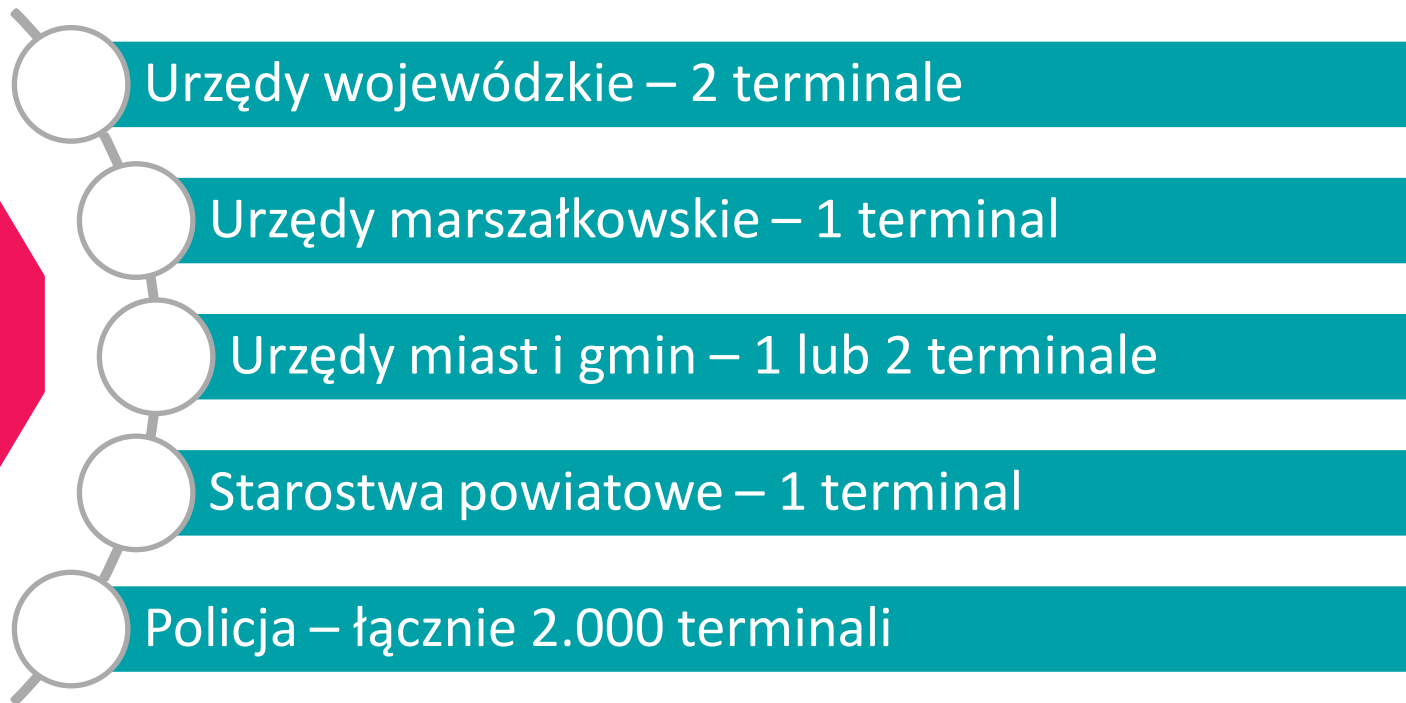 Urzędy wojewódzkie – 2 terminale
Urzędy marszałkowskie – 1 terminal
Urzędy miast i gmin – 1 lub 2 terminale
Starostwa powiatowe – 1 terminal
Policja – łącznie 2.000 terminali